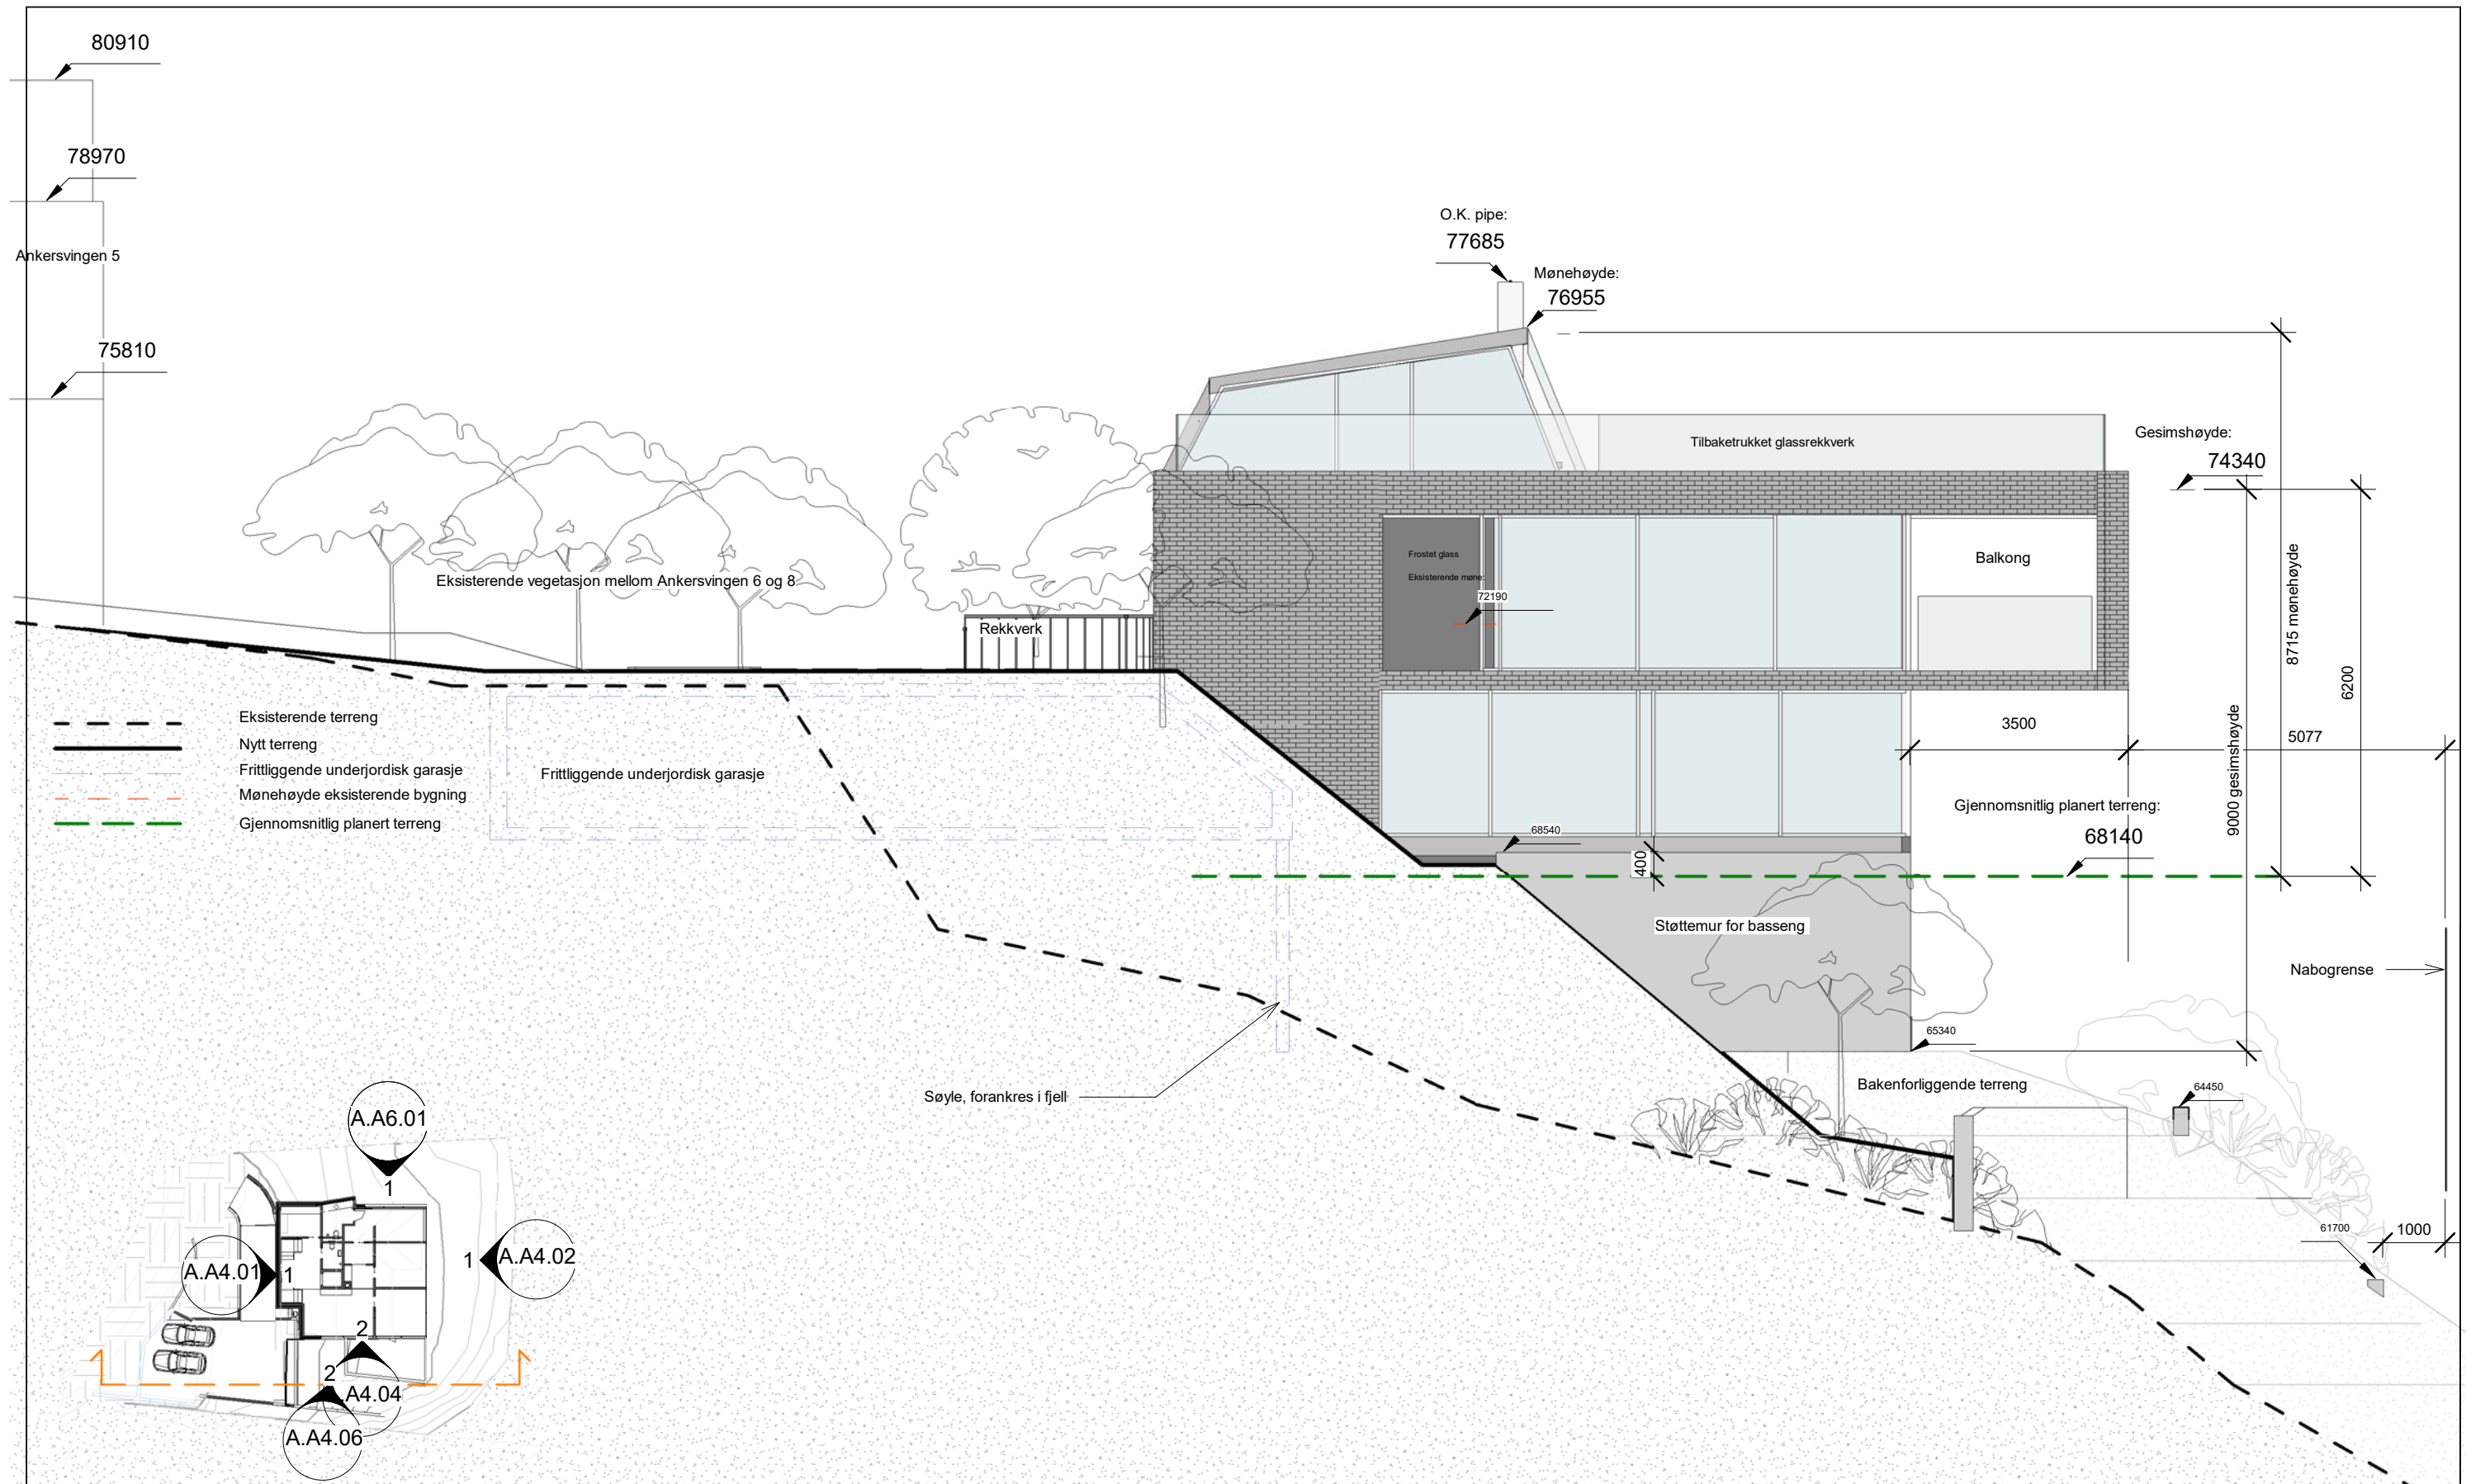 80910
78970
Ankersvingen 5
75810
O.K. pipe:
77685
Mønehøyde:
76955
Tilbaketrukket glassrekkverk
Gesimshøyde:
74340
Frostet glass
Eksisterende møne:
72190
Balkong
Eksisterende vegetasjon mellom Ankersvingen 6 og 8
Rekkverk
8715 mønehøyde
6200
9000 gesimshøyde
3500
5077
Eksisterende terreng
Nytt terreng
Frittliggende underjordisk garasje
Mønehøyde eksisterende bygning
Gjennomsnitlig planert terreng
Frittliggende underjordisk garasje
Gjennomsnitlig planert terreng:
68140
68540
400
Støttemur for basseng
Nabogrense
65340
Søyle, forankres i fjell
Bakenforliggende terreng
64450
61700
1000
A.A6.01
1
A.A4.01
1
1
A.A4.02
2
2
A4.04
A.A4.06